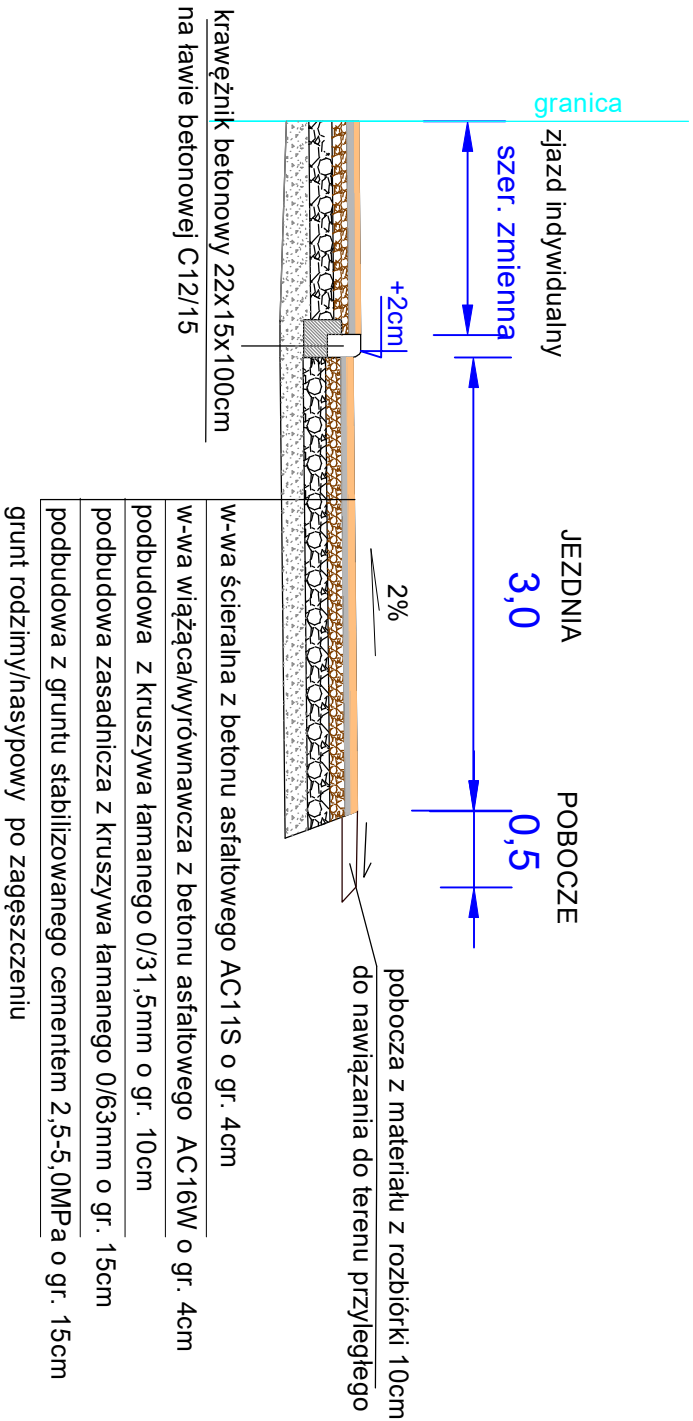 granica
zjazd indywidualny
szer. zmienna
JEZDNIA
3,0
POBOCZE
0,5
+2cm
2%
krawężnik betonowy 22x15x100cm
na ławie betonowej C12/15
pobocza z materiału z rozbiórki 10cm
do nawiązania do terenu przyległego
w-wa ścieralna z betonu asfaltowego AC11S o gr. 4cm
w-wa wiążąca/wyrównawcza z betonu asfaltowego AC16W o gr. 4cm
podbudowa z kruszywa łamanego 0/31,5mm o gr. 10cm
podbudowa zasadnicza z kruszywa łamanego 0/63mm o gr. 15cm
podbudowa z gruntu stabilizowanego cementem 2,5-5,0MPa o gr. 15cm
grunt rodzimy/nasypowy po zagęszczeniu